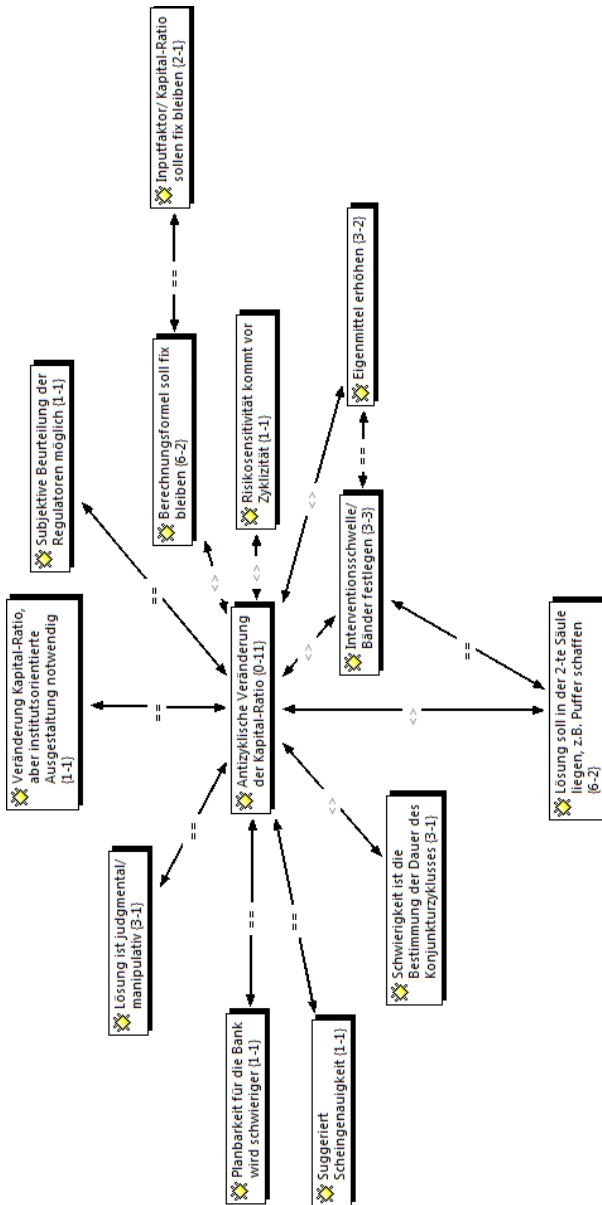 Veränderung Kapital-Ratio,
aber institutsorientierte
Ausgestaltung notwendig
{1-1}
Subjektive Beurteilung der
Regulatoren möglich {1-1}
Inputfaktor/ Kapital-Ratio
sollen fix bleiben {2-1}
Lösung ist judgmental/
manipulativ {3-1}
Berechnungsformel soll fix
bleiben {6-2}
Planbarkeit für die Bank
wird schwieriger {1-1}
Antizyklische Veränderung
der Kapital-Ratio {0-11}
Risikosensitivität kommt vor
Zyklizität {1-1}
Suggeriert
Scheingenauigkeit {1-1}
Interventionsschwelle/
Bänder festlegen {3-3}
Eigenmittel erhöhen {3-2}
Schwierigkeit ist die
Bestimmung der Dauer des
Konjunkturzyklusses {3-1}
Lösung soll in der 2-te Säule
liegen, z.B. Puffer schaffen
{6-2}
==
==
==
==
==
==
==
==
<>
<>
<>
<>
<>
<>